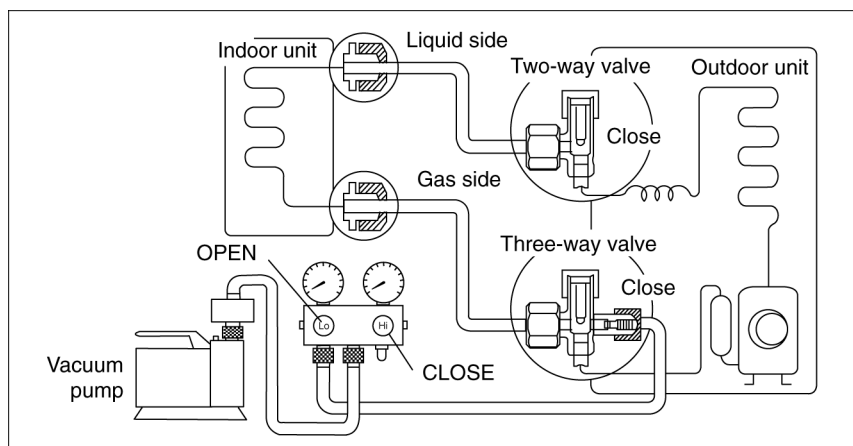 Indoor unit
Liquid side
Two-way valve
Outdoor unit
Close
Gas side
Three-way valve
Close
OPEN
Lo
Hi
CLOSE
Vacuum
pump